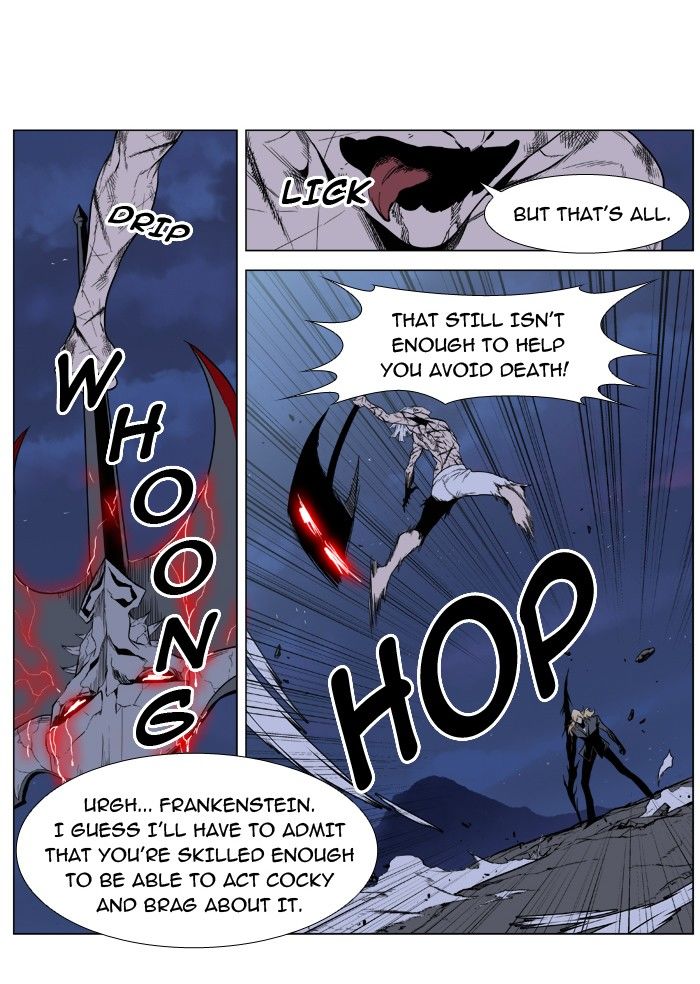 DRIP
WHOONG
URGH... FRANKENSTEIN.
I GUESS I'LL HAVE TO ADMIT
THAT YOU'RE SKILLED ENOUGH
TO BE ABLE TO ACT COCKY
AND BRAG ABOUT IT.
LICK
BUT THAT'S ALL.
THAT STILL ISN'T
ENOUGH TO HELP
YOU AVOID DEATH!
HOP